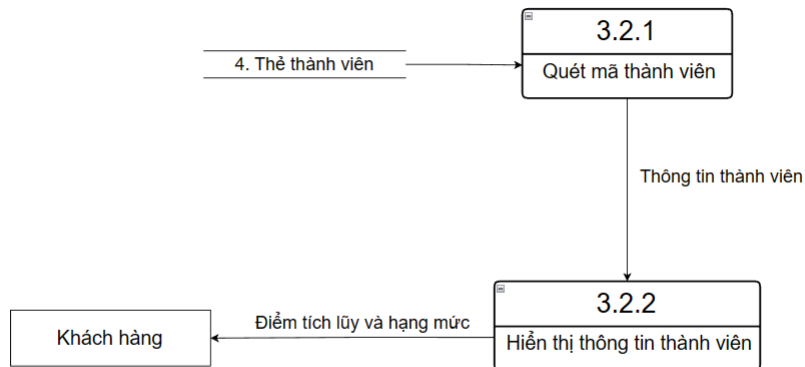 3.2.1
4. Thẻ thành viên
Quét mã thành viên
Thông tin thành viên
3.2.2
Điểm tích lũy và hạng mức
Khách hàng
Hiển thị thông tin thành viên